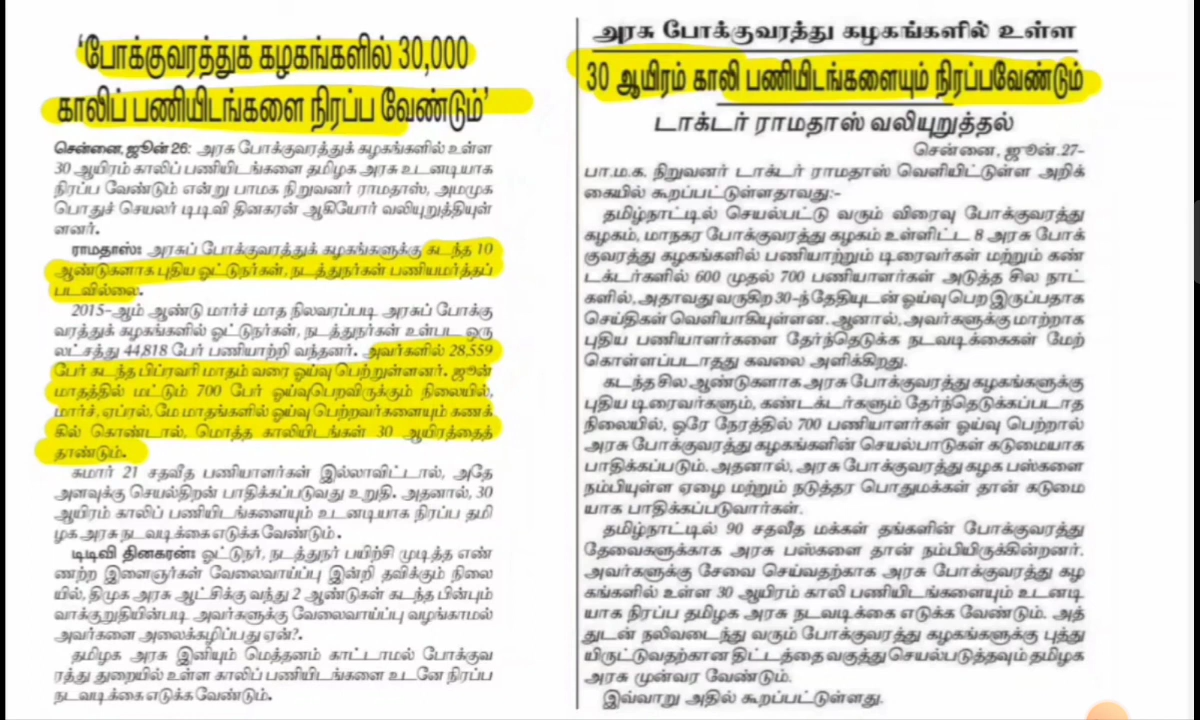 ‘போக்குவரத்துக் கழகங்களில் 30,000
காலிப் பணியிடங்களை நிரப்ப வேண்டும்’
சென்னை, ஜூன் 26: அரசு போக்குவரத்துக் கழகங்களில் உள்ள
30 ஆயிரம் காலிப் பணியிடங்களை தமிழக அரசு உடனடியாக
நிரப்ப வேண்டும் என்று பாமக நிறுவனர் ராமதாஸ், அமமுக
பொதுச் செயலர் டிடிவி தினகரன் ஆகியோர் வலியுறுத்தியுள்
ளனர்.
ராமதாஸ்: அரசுப் போக்குவரத்துக் கழகங்களுக்கு கடந்த 10
ஆண்டுகளாக புதிய ஓட்டுநர்கள், நடத்துநர்கள் பணியமர்த்தப்
படவில்லை.
2015-ஆம் ஆண்டு மார்ச் மாத நிலவரப்படி அரசுப் போக்கு
வரத்துக் கழகங்களில் ஓட்டுநர்கள், நடத்துநர்கள் உள்பட ஒரு
லட்சத்து 44,818 பேர் பணியாற்றி வந்தனர். அவர்களில் 28,559
பேர் கடந்த பிப்ரவரி மாதம் வரை ஓய்வு பெற்றுள்ளனர். ஜூன்
மாதத்தில் மட்டும் 700 பேர் ஓய்வுபெறவிருக்கும் நிலையில்,
மார்ச், ஏப்ரல், மே மாதங்களில் ஓய்வு பெற்றவர்களையும் கணக்
கில் கொண்டால், மொத்த காலியிடங்கள் 30 ஆயிரத்தைத்
தாண்டும்.
சுமார் 21 சதவீத பணியாளர்கள் இல்லாவிட்டால், அதே
அளவுக்கு செயல்திறன் பாதிக்கப்படுவது உறுதி. அதனால், 30
ஆயிரம் காலிப் பணியிடங்களையும் உடனடியாக நிரப்ப தமி
ழக அரசு நடவடிக்கை எடுக்க வேண்டும்.
டிடிவி தினகரன்: ஓட்டுநர், நடத்துநர் பயிற்சி முடித்த எண்
ணற்ற இளைஞர்கள் வேலைவாய்ப்பு இன்றி தவிக்கும் நிலை
யில், திமுக அரசு ஆட்சிக்கு வந்து 2 ஆண்டுகள் கடந்த பின்பும்
வாக்குறுதியின்படி அவர்களுக்கு வேலைவாய்ப்பு வழங்காமல்
அவர்களை அலைக்கழிப்பது ஏன்?.
தமிழக அரசு இனியும் மெத்தனம் காட்டாமல் போக்குவ
ரத்து துறையில் உள்ள காலிப் பணியிடங்களை உடனே நிரப்ப
நடவடிக்கை எடுக்க வேண்டும்.
அரசு போக்குவரத்து கழகங்களில் உள்ள
30 ஆயிரம் காலி பணியிடங்களையும் நிரப்பவேண்டும்
டாக்டர் ராமதாஸ் வலியுறுத்தல்
சென்னை, ஜூன்.27-
பா.ம.க. நிறுவனர் டாக்டர் ராமதாஸ் வெளியிட்டுள்ள அறிக்
கையில் கூறப்பட்டுள்ளதாவது:-
தமிழ்நாட்டில் செயல்பட்டு வரும் விரைவு போக்குவரத்து
கழகம், மாநகர போக்குவரத்து கழகம் உள்ளிட்ட 8 அரசு போக்
குவரத்து கழகங்களில் பணியாற்றும் டிரைவர்கள் மற்றும் கண்
டக்டர்களில் 600 முதல் 700 பணியாளர்கள் அடுத்த சில நாட்
களில், அதாவது வருகிற 30-ந்தேதியுடன் ஓய்வு பெற இருப்பதாக
செய்திகள் வெளியாகியுள்ளன. ஆனால், அவர்களுக்கு மாற்றாக
புதிய பணியாளர்களை தேர்ந்தெடுக்க நடவடிக்கைகள் மேற்
கொள்ளப்படாதது கவலை அளிக்கிறது.
கடந்த சில ஆண்டுகளாக அரசு போக்குவரத்து கழகங்களுக்கு
புதிய டிரைவர்களும், கண்டக்டர்களும் தேர்ந்தெடுக்கப்படாத
நிலையில், ஒரே நேரத்தில் 700 பணியாளர்கள் ஓய்வு பெற்றால்
அரசு போக்குவரத்து கழகங்களின் செயல்பாடுகள் கடுமையாக
பாதிக்கப்படும். அதனால், அரசு போக்குவரத்து கழக பஸ்களை
நம்பியுள்ள ஏழை மற்றும் நடுத்தர பொதுமக்கள் தான் கடுமை
யாக பாதிக்கப்படுவார்கள்.
தமிழ்நாட்டில் 90 சதவீத மக்கள் தங்களின் போக்குவரத்து
தேவைகளுக்காக அரசு பஸ்களை தான் நம்பியிருக்கின்றனர்.
அவர்களுக்கு சேவை செய்வதற்காக அரசு போக்குவரத்து கழ
கங்களில் உள்ள 30 ஆயிரம் காலி பணியிடங்களையும் உடனடி
யாக நிரப்ப தமிழக அரசு நடவடிக்கை எடுக்க வேண்டும். அத்
துடன் நலிவடைந்து வரும் போக்குவரத்து கழகங்களுக்கு புத்து
யிரூட்டுவதற்கான திட்டத்தை வகுத்து செயல்படுத்தவும் தமிழக
அரசு முன்வர வேண்டும்.
இவ்வாறு அதில் கூறப்பட்டுள்ளது.